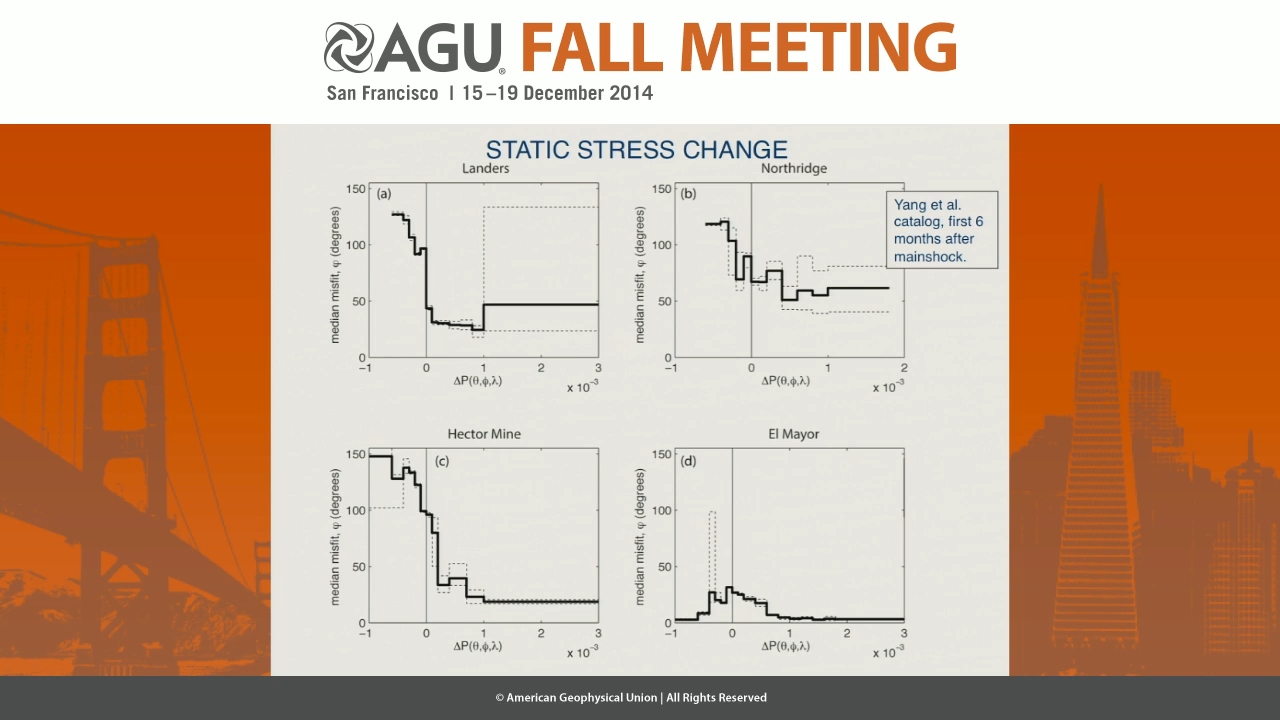 AGU® FALL MEETING
San Francisco | 15–19 December 2014
STATIC STRESS CHANGE
Landers
(a)
150
100
50
0
−1 0 1 2 3
median misfit, φ (degrees)
ΔP(θ,ϕ,λ)
x 10⁻³
Northridge
(b)
150
100
50
0
−1 0 1 2
median misfit, φ (degrees)
ΔP(θ,ϕ,λ)
x 10⁻³
Yang et al.
catalog, first 6
months after
mainshock.
Hector Mine
(c)
150
100
50
0
−1 0 1 2 3
median misfit, φ (degrees)
ΔP(θ,ϕ,λ)
x 10⁻³
El Mayor
(d)
150
100
50
0
−1 0 1 2 3
median misfit, φ (degrees)
ΔP(θ,ϕ,λ)
x 10⁻³
© American Geophysical Union | All Rights Reserved